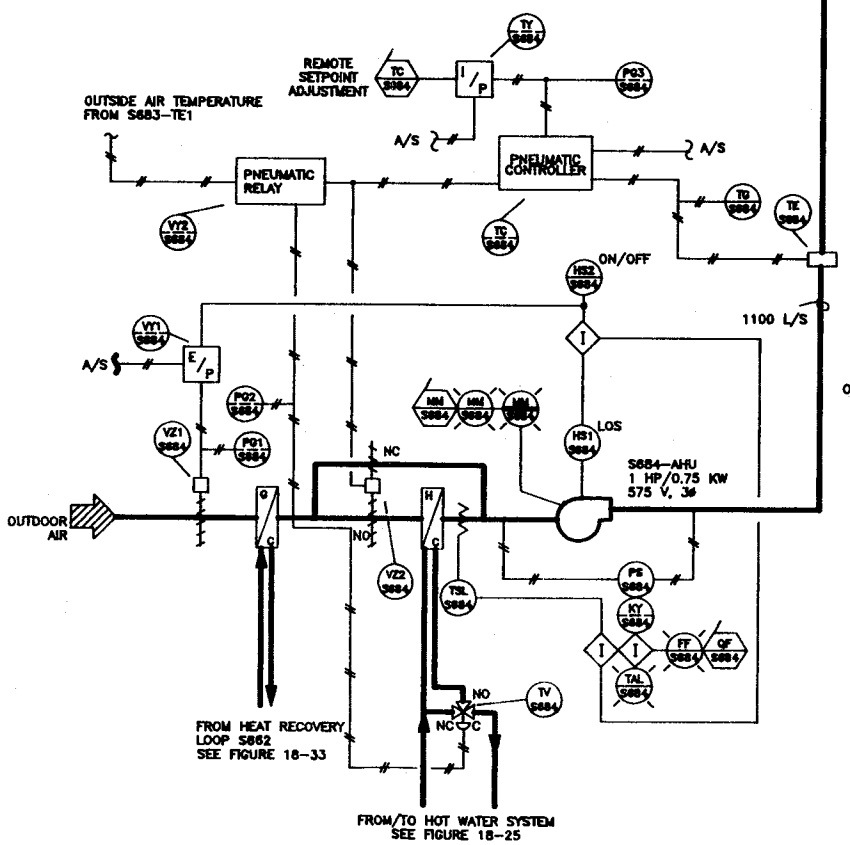 TY
S684
REMOTE
SETPOINT
ADJUSTMENT
TC
S684
I/P
PG3
S684
OUTSIDE AIR TEMPERATURE
FROM S683-TE1
A/S
A/S
PNEUMATIC
RELAY
PNEUMATIC
CONTROLLER
VY2
S684
TC
S684
TG
S684
TE
S684
HS2
S684
ON/OFF
1100 L/S
VY1
S684
E/P
A/S
I
PG2
S684
MM
S684
MM
S684
MM
S684
O
VZ1
S684
PG1
S684
HS1
S684
LOS
NC
S684-AHU
1 HP/0.75 KW
575 V, 3ø
OUTDOOR
AIR
G
C
NO
H
C
VZ2
S684
TSL
S684
PS
S684
KY
S684
I
I
FF
S684
QF
S684
TAL
S684
NO
TV
S684
NC
C
FROM HEAT RECOVERY
LOOP S662
SEE FIGURE 18-33
FROM/TO HOT WATER SYSTEM
SEE FIGURE 18-25